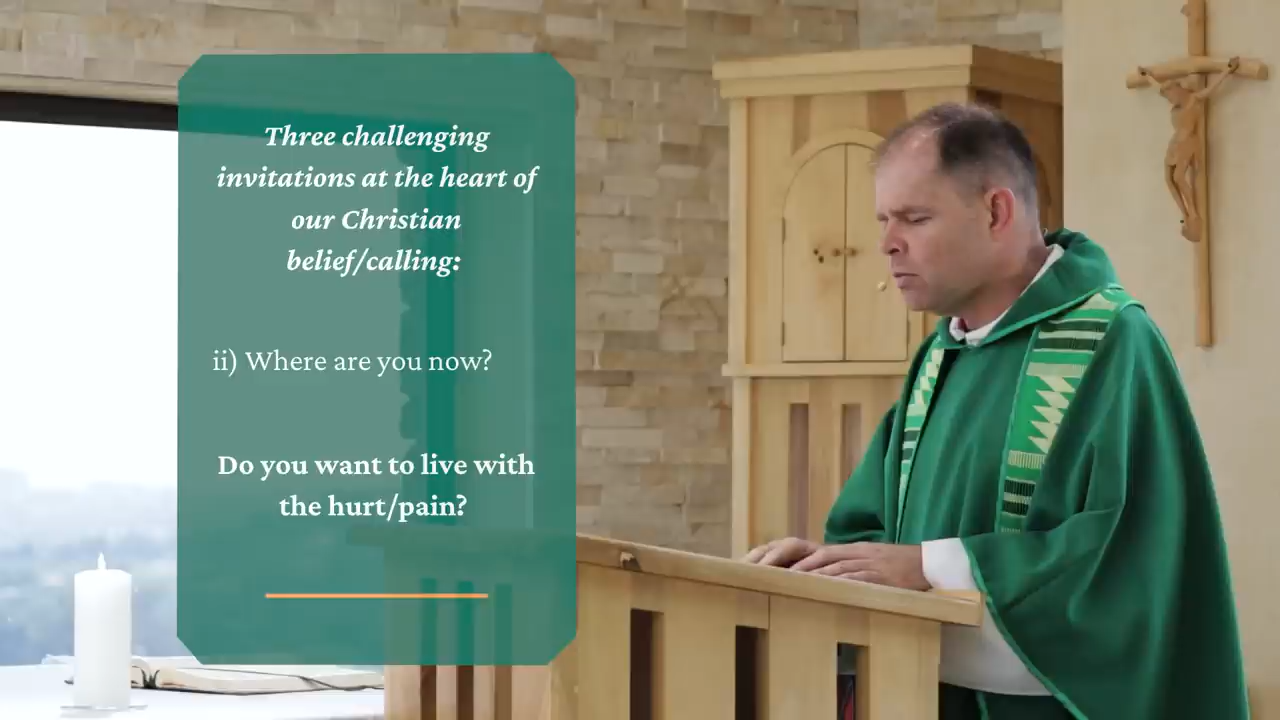 Three challenging
invitations at the heart of
our Christian
belief/calling:
ii) Where are you now?
Do you want to live with
the hurt/pain?